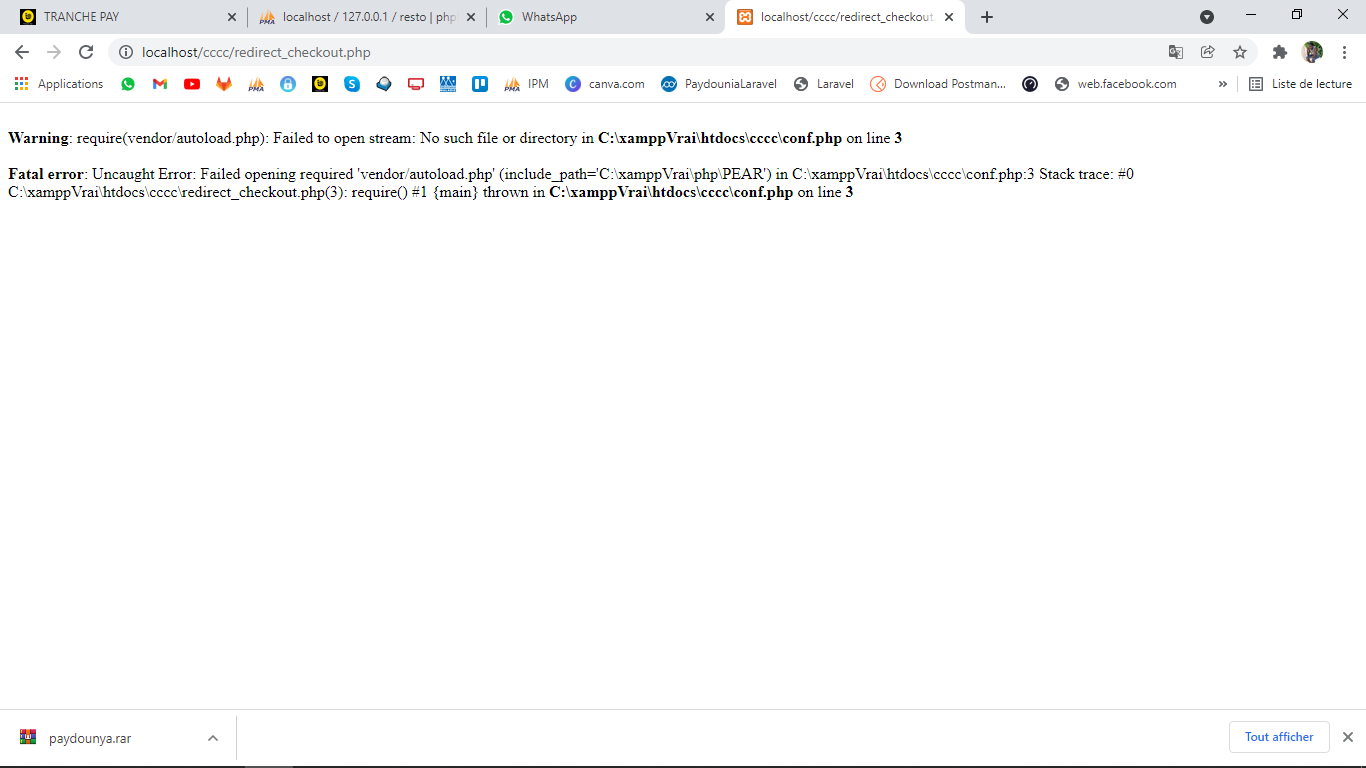 TRANCHE PAY
localhost / 127.0.0.1 / resto | php
WhatsApp
localhost/cccc/redirect_checkout
localhost/cccc/redirect_checkout.php
Applications
PMA
IPM
canva.com
PaydouniaLaravel
Laravel
Download Postman...
web.facebook.com
»
Liste de lecture
Warning: require(vendor/autoload.php): Failed to open stream: No such file or directory in C:\xamppVrai\htdocs\cccc\conf.php on line 3
Fatal error: Uncaught Error: Failed opening required 'vendor/autoload.php' (include_path='C:\xamppVrai\php\PEAR') in C:\xamppVrai\htdocs\cccc\conf.php:3 Stack trace: #0
C:\xamppVrai\htdocs\cccc\redirect_checkout.php(3): require() #1 {main} thrown in C:\xamppVrai\htdocs\cccc\conf.php on line 3
paydounya.rar
Tout afficher